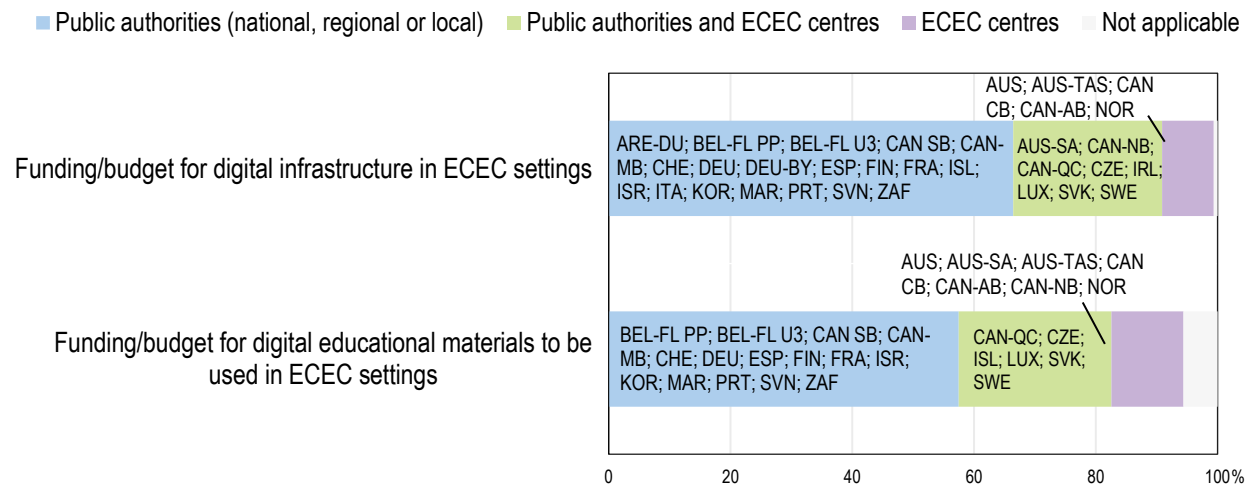 Public authorities (national, regional or local) Public authorities and ECEC centres ECEC centres Not applicable
AUS; AUS-TAS; CAN
CB; CAN-AB; NOR
Funding/budget for digital infrastructure in ECEC settings
ARE-DU; BEL-FL PP; BEL-FL U3; CAN SB; CAN-
MB; CHE; DEU; DEU-BY; ESP; FIN; FRA; ISL;
ISR; ITA; KOR; MAR; PRT; SVN; ZAF
AUS-SA; CAN-NB;
CAN-QC; CZE; IRL;
LUX; SVK; SWE
AUS; AUS-SA; AUS-TAS; CAN
CB; CAN-AB; CAN-NB; NOR
Funding/budget for digital educational materials to be
used in ECEC settings
BEL-FL PP; BEL-FL U3; CAN SB; CAN-
MB; CHE; DEU; ESP; FIN; FRA; ISR;
KOR; MAR; PRT; SVN; ZAF
CAN-QC; CZE;
ISL; LUX; SVK;
SWE
0 20 40 60 80 100%